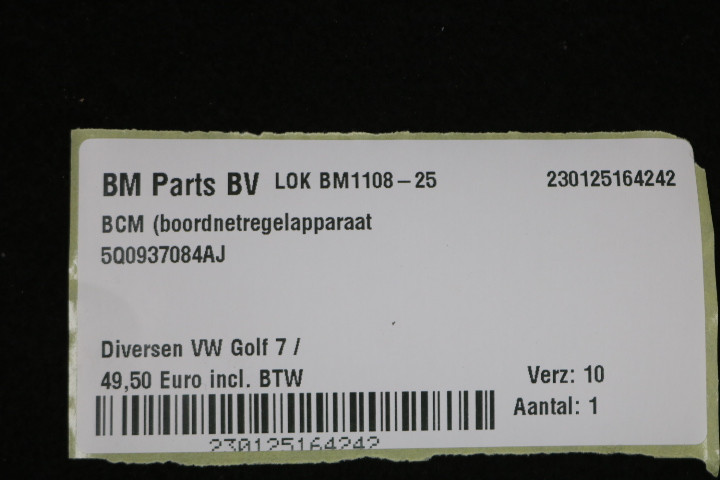 BM Parts BV LOK BM1108-25 230125164242
BCM (boordnetregelapparaat
5Q0937084AJ
Diversen VW Golf 7 /
49,50 Euro incl. BTW Verz: 10
Aantal: 1
230125164242